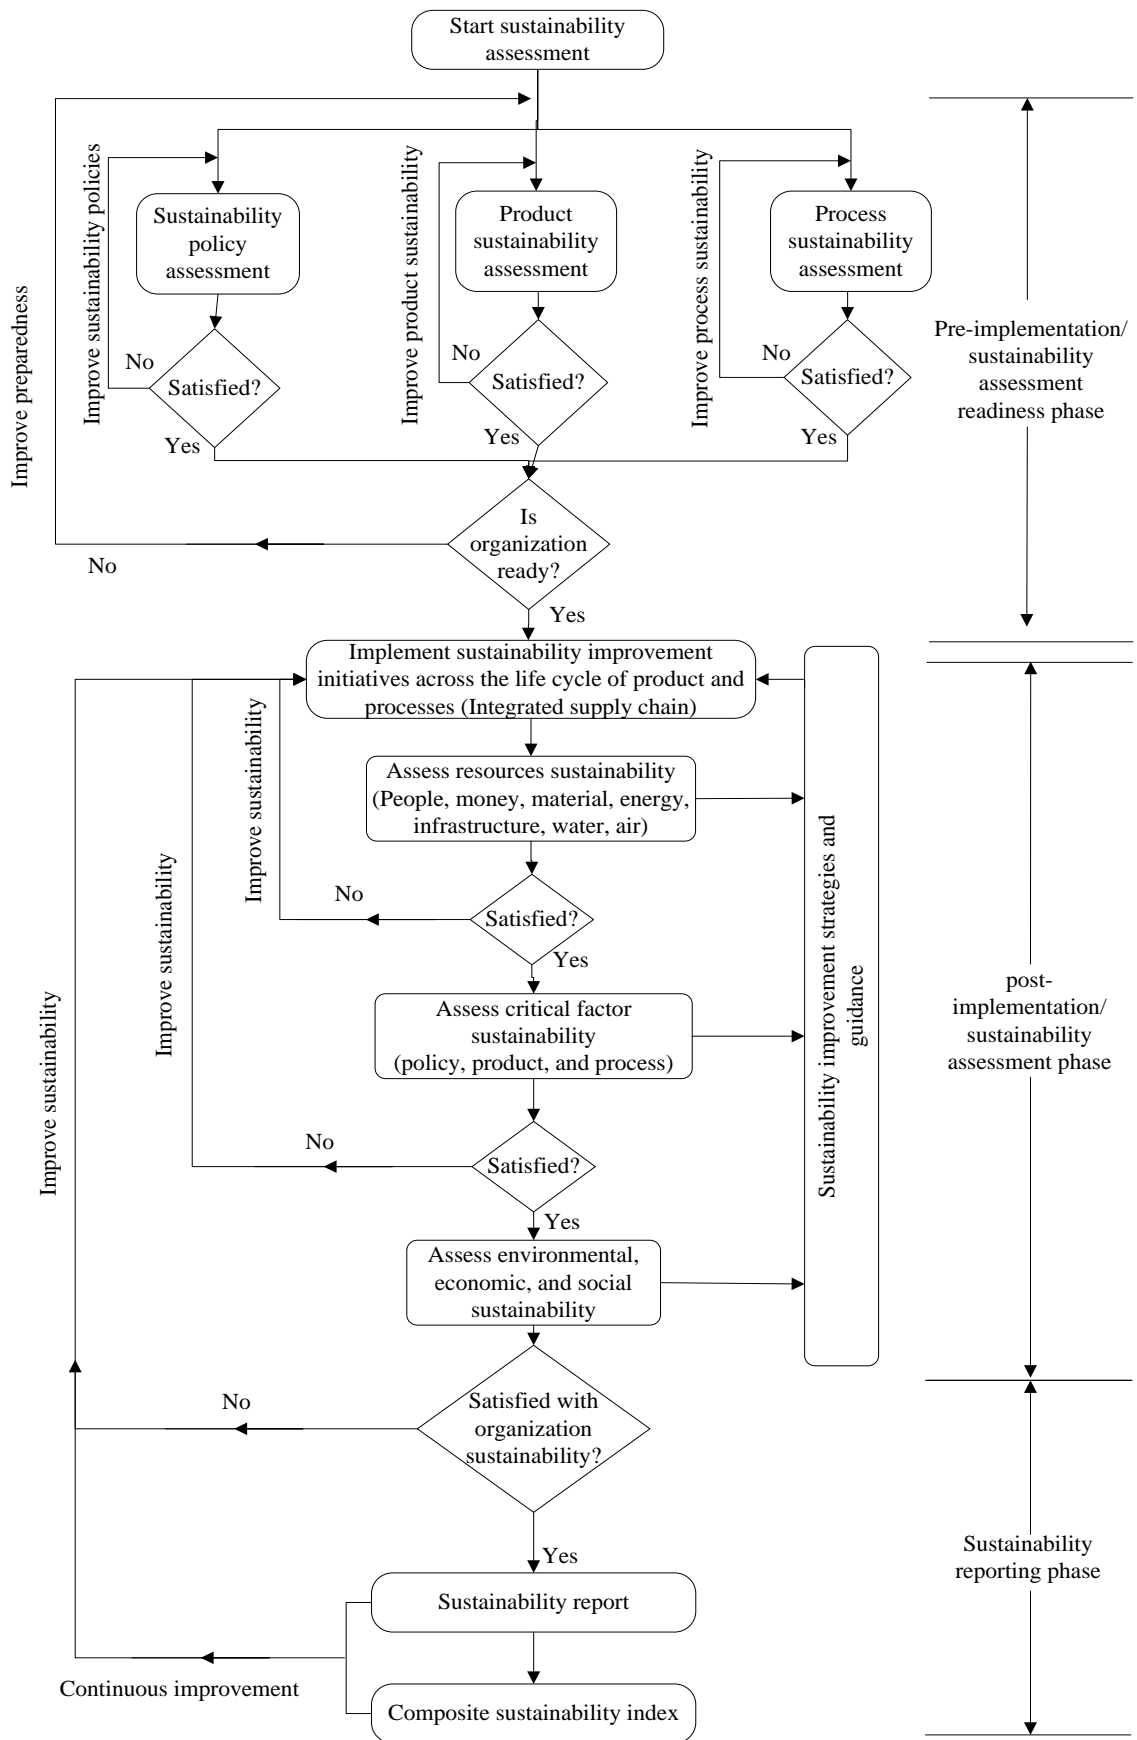 Start sustainability
assessment
Improve preparedness
Improve sustainability policies
Sustainability
policy
assessment
No
Satisfied?
Yes
Improve product sustainability
Product
sustainability
assessment
No
Satisfied?
Yes
Improve process sustainability
Process
sustainability
assessment
No
Satisfied?
Yes
Pre-implementation/
sustainability
assessment
readiness phase
Is
organization
ready?
No
Yes
Implement sustainability improvement
initiatives across the life cycle of product and
processes (Integrated supply chain)
Assess resources sustainability
(People, money, material, energy,
infrastructure, water, air)
Improve sustainability
No
Satisfied?
Yes
Improve sustainability
Assess critical factor
sustainability
(policy, product, and process)
Improve sustainability
No
Satisfied?
Yes
Sustainability improvement strategies and
guidance
post-
implementation/
sustainability
assessment phase
Assess environmental,
economic, and social
sustainability
No
Satisfied with
organization
sustainability?
Yes
Sustainability
reporting phase
Sustainability report
Continuous improvement
Composite sustainability index